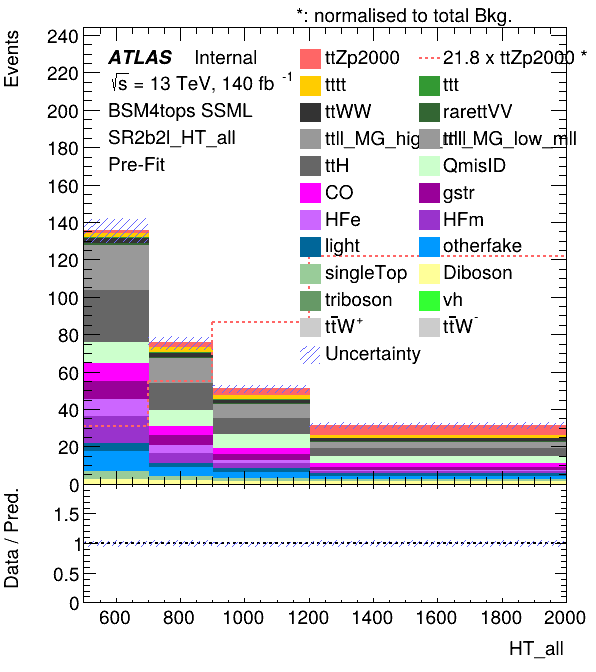 *: normalised to total Bkg.
Events
240
220
200
180
160
140
120
100
80
60
40
20
0
ATLAS Internal
√s = 13 TeV, 140 fb⁻¹
BSM4tops SSML
SR2b2l_HT_all
Pre-Fit
ttZp2000 21.8 x ttZp2000 *
tttt ttt
ttWW rarettVV
ttll_MG_high_mll ttll_MG_low_mll
ttH QmisID
CO gstr
HFe HFm
light otherfake
singleTop Diboson
triboson vh
tt̄W⁺ tt̄W⁻
Uncertainty
Data / Pred.
1.5
1
0.5
0
600 800 1000 1200 1400 1600 1800 2000
HT_all